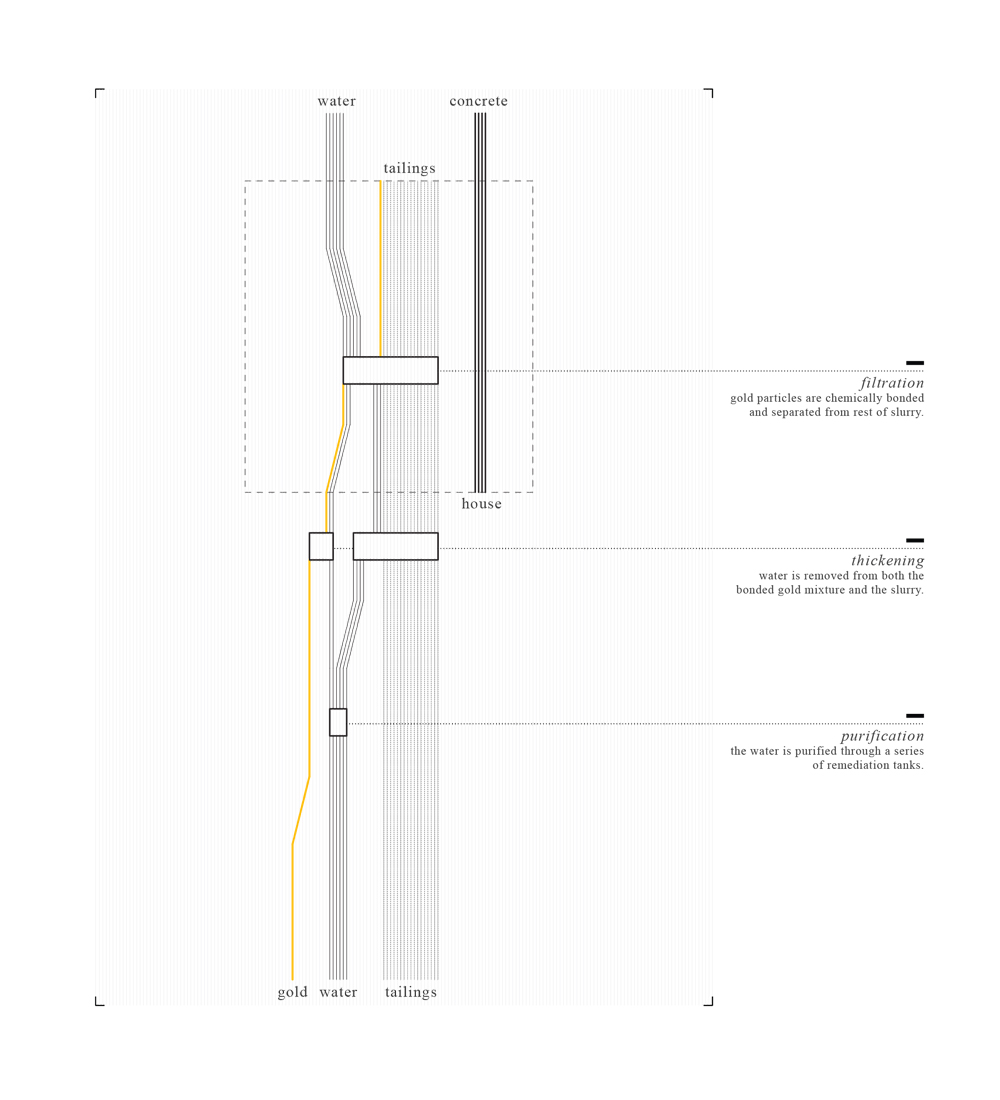 water
concrete
tailings
filtration
gold particles are chemically bonded
and separated from rest of slurry.
house
thickening
water is removed from both the
bonded gold mixture and the slurry.
purification
the water is purified through a series
of remediation tanks.
gold
water
tailings